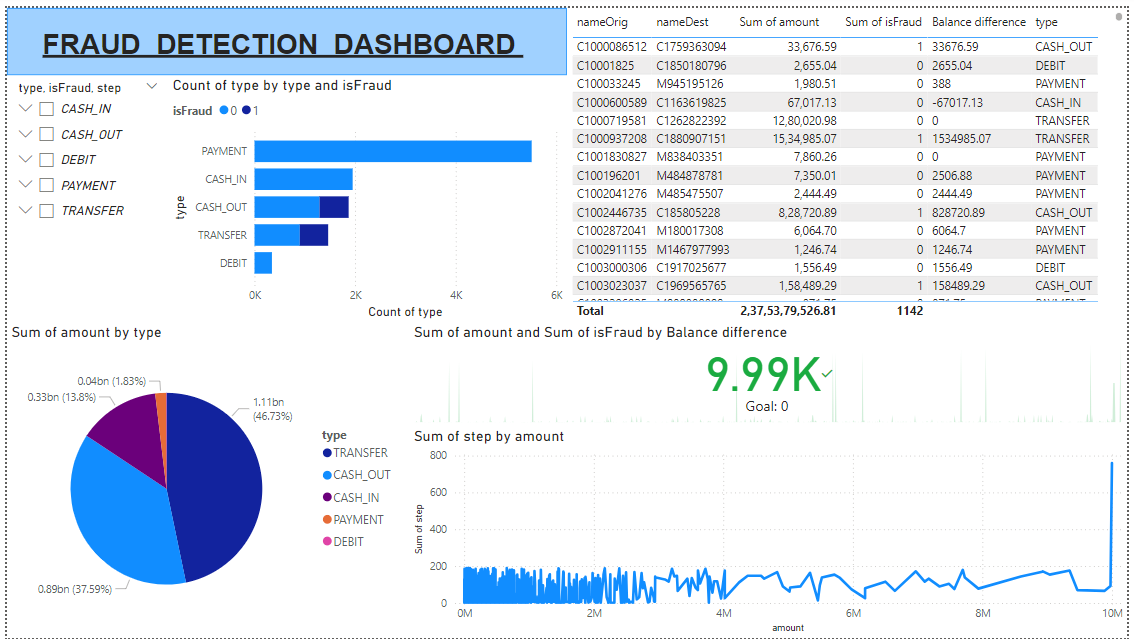 FRAUD_DETECTION_DASHBOARD_
type, isFraud, step
CASH_IN
CASH_OUT
DEBIT
PAYMENT
TRANSFER
Count of type by type and isFraud
isFraud 0 1
type
PAYMENT
CASH_IN
CASH_OUT
TRANSFER
DEBIT
0K 2K 4K 6K
Count of type
nameOrig nameDest Sum of amount Sum of isFraud Balance difference type
C1000086512 C1759363094 33,676.59 1 33676.59 CASH_OUT
C10001825 C1850180796 2,655.04 0 2655.04 DEBIT
C100033245 M945195126 1,980.51 0 388 PAYMENT
C1000600589 C1163619825 67,017.13 0 -67017.13 CASH_IN
C1000719581 C1262822392 12,80,020.98 0 0 TRANSFER
C1000937208 C1880907151 15,34,985.07 1 1534985.07 TRANSFER
C1001830827 M838403351 7,860.26 0 0 PAYMENT
C100196201 M484878781 7,350.01 0 2506.88 PAYMENT
C1002041276 M485475507 2,444.49 0 2444.49 PAYMENT
C1002446735 C185805228 8,28,720.89 1 828720.89 CASH_OUT
C1002872041 M180017308 6,064.70 0 6064.7 PAYMENT
C1002911155 M1467977993 1,246.74 0 1246.74 PAYMENT
C1003000306 C1917025677 1,556.49 0 1556.49 DEBIT
C1003023037 C1969565765 1,58,489.29 1 158489.29 CASH_OUT
Total 2,37,53,79,526.81 1142
Sum of amount by type
0.04bn (1.83%)
0.33bn (13.8%)
1.11bn
(46.73%)
0.89bn (37.59%)
type
TRANSFER
CASH_OUT
CASH_IN
PAYMENT
DEBIT
Sum of amount and Sum of isFraud by Balance difference
9.99K
Goal: 0
Sum of step by amount
Sum of step
800
600
400
200
0
0M 2M 4M 6M 8M 10M
amount